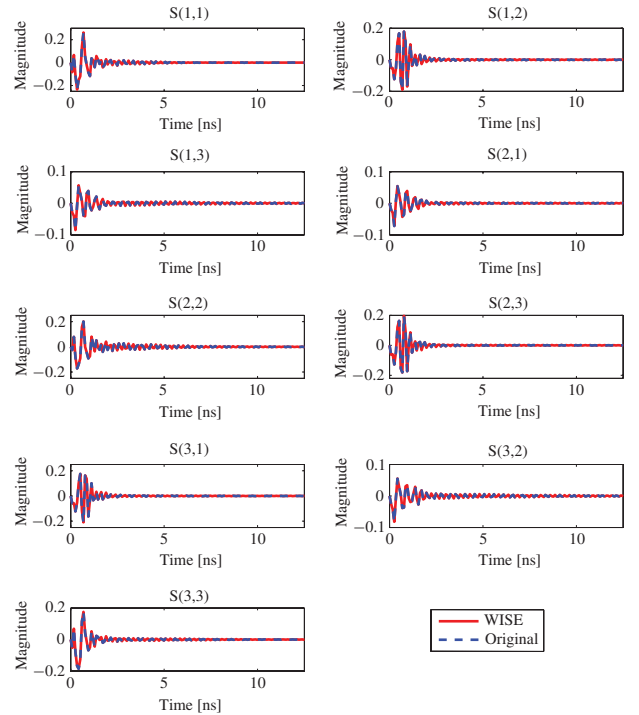 S(1,1)
Magnitude
0.2
0
−0.2
0
5
10
Time [ns]
S(1,2)
Magnitude
0.2
0
−0.2
0
5
10
Time [ns]
S(1,3)
Magnitude
0.1
0
−0.1
0
5
10
Time [ns]
S(2,1)
Magnitude
0.1
0
−0.1
0
5
10
Time [ns]
S(2,2)
Magnitude
0.2
0
−0.2
0
5
10
Time [ns]
S(2,3)
Magnitude
0.2
0
−0.2
0
5
10
Time [ns]
S(3,1)
Magnitude
0.2
0
−0.2
0
5
10
Time [ns]
S(3,2)
Magnitude
0.1
0
−0.1
0
5
10
Time [ns]
S(3,3)
Magnitude
0.2
0
−0.2
0
5
10
Time [ns]
WISE
Original